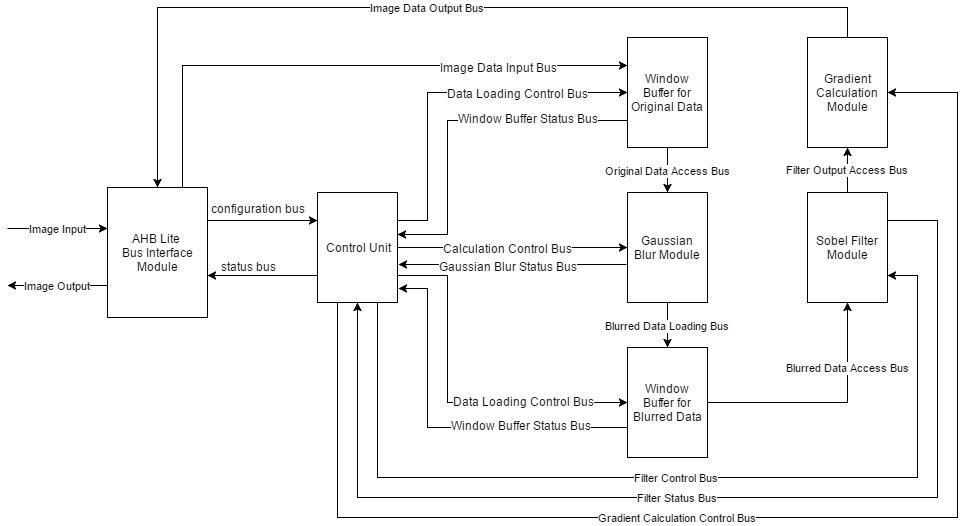 Image Data Output Bus
Image Data Input Bus
Data Loading Control Bus
Window Buffer Status Bus
Window
Buffer for
Original Data
Gradient
Calculation
Module
Original Data Access Bus
Filter Output Access Bus
Image Input
Image Output
AHB Lite
Bus Interface
Module
configuration bus
status bus
Control Unit
Calculation Control Bus
Gaussian Blur Status Bus
Gaussian
Blur Module
Sobel Filter
Module
Blurred Data Loading Bus
Blurred Data Access Bus
Data Loading Control Bus
Window Buffer Status Bus
Window
Buffer for
Blurred Data
Filter Control Bus
Filter Status Bus
Gradient Calculation Control Bus